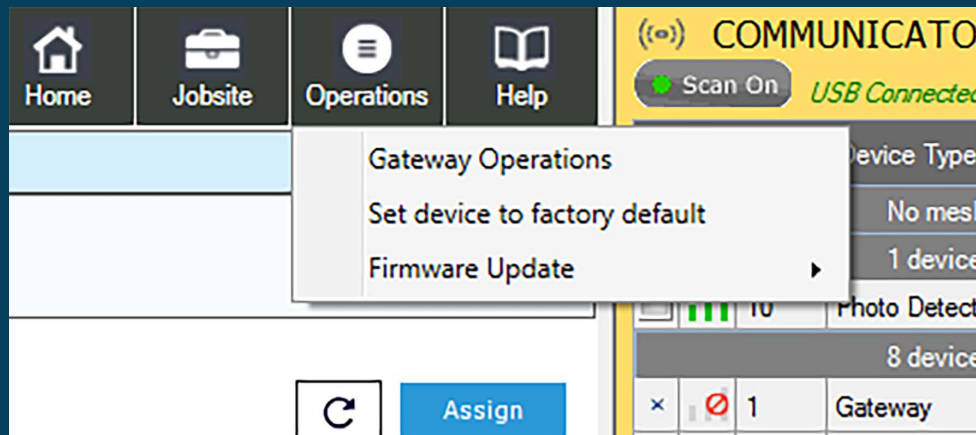 Home Jobsite Operations Help
Gateway Operations
Set device to factory default
Firmware Update
Assign
COMMUNICATO
Scan On USB Connected
evice Type
No mesh
1 device
10 Photo Detect
8 device
× 1 Gateway